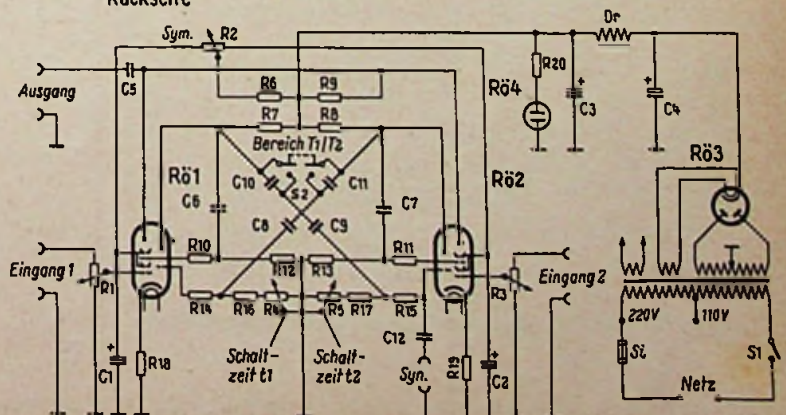 Rückseite
Dr
Sym.
R2
R20
Ausgang
C5
R6
R9
Rö4
C3
C4
R7
R8
Bereich T1/T2
Rö3
Rö1
C10
S2
C11
Rö2
C6
C8
C9
C7
R10
R12
R13
R11
Eingang 1
R1
R3
Eingang 2
R14
R16
R4
R5
R17
R15
220V
110V
C12
Schalt-
zeit t1
Schalt-
zeit t2
Si
S1
C1
R18
Syn.
R19
C2
Netz